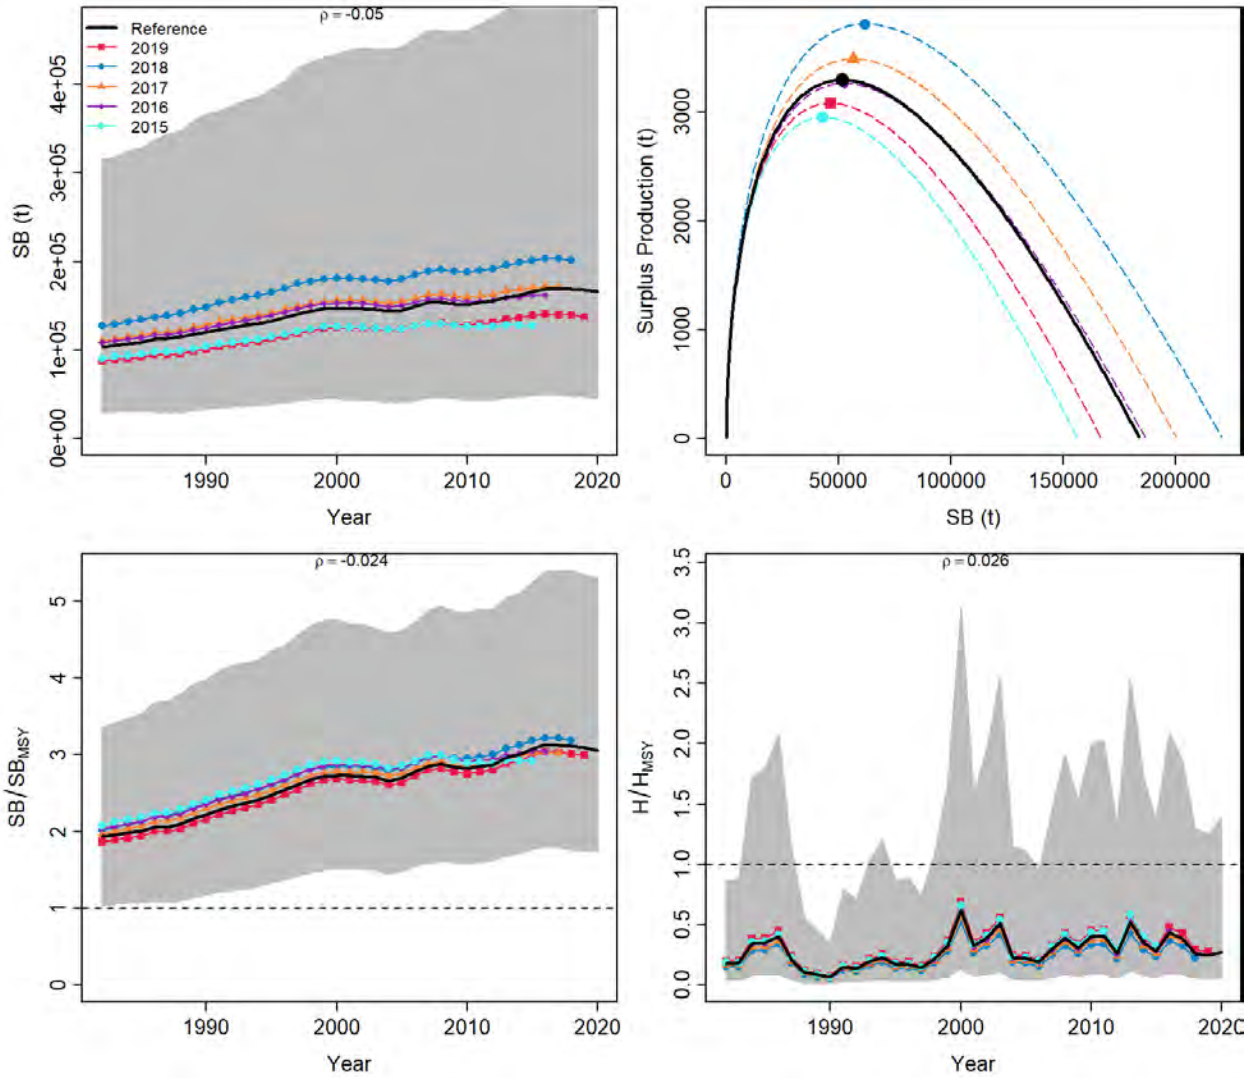 ρ = -0.05
Reference
2019
2018
2017
2016
2015
SB (t)
0e+00
1e+05
2e+05
3e+05
4e+05
1990
2000
2010
2020
Year
Surplus Production (t)
0
1000
2000
3000
0
50000
100000
150000
200000
SB (t)
ρ = -0.024
SB/SBMSY
0
1
2
3
4
5
1990
2000
2010
2020
Year
ρ = 0.026
H/HMSY
0.0
0.5
1.0
1.5
2.0
2.5
3.0
3.5
1990
2000
2010
2020
Year